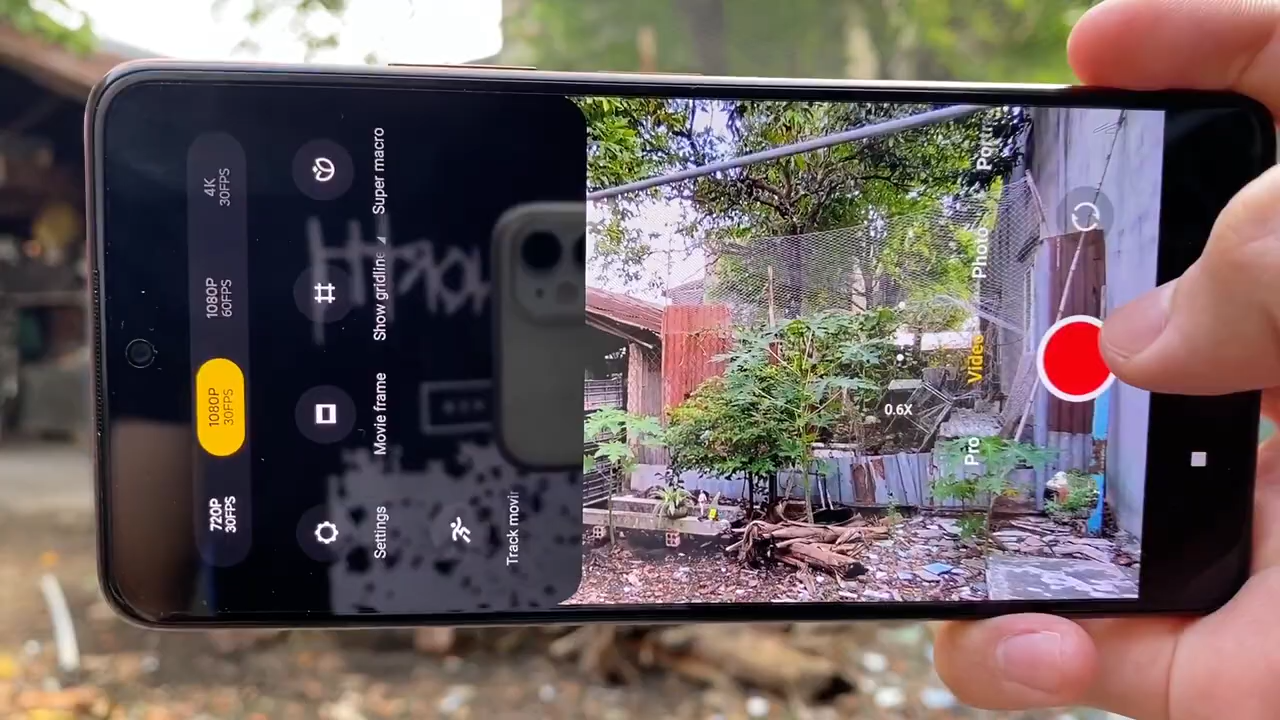 720P
30FPS
1080P
30FPS
1080P
60FPS
4K
30FPS
Settings
Movie frame
Show gridline
Super macro
Track movin
0.6X
Pro
Video
Photo